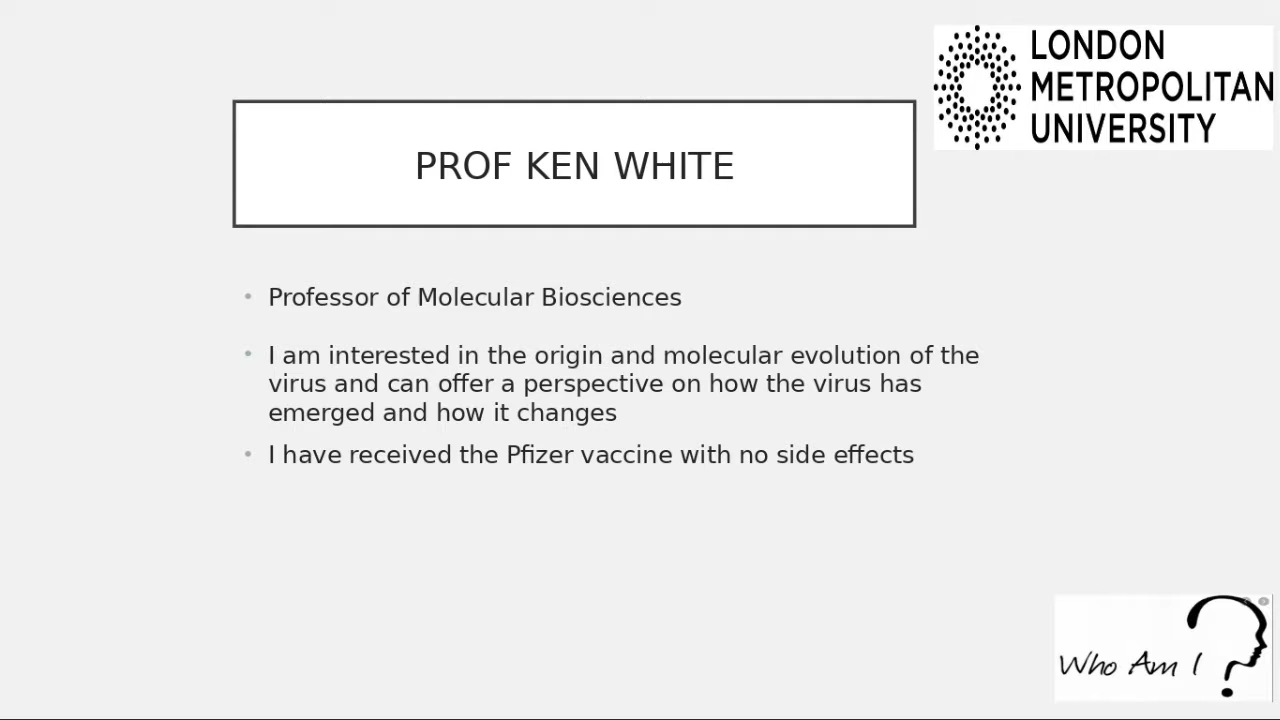 LONDON
METROPOLITAN
UNIVERSITY
PROF KEN WHITE
• Professor of Molecular Biosciences
• I am interested in the origin and molecular evolution of the
virus and can offer a perspective on how the virus has
emerged and how it changes
• I have received the Pfizer vaccine with no side effects
Who Am I ?